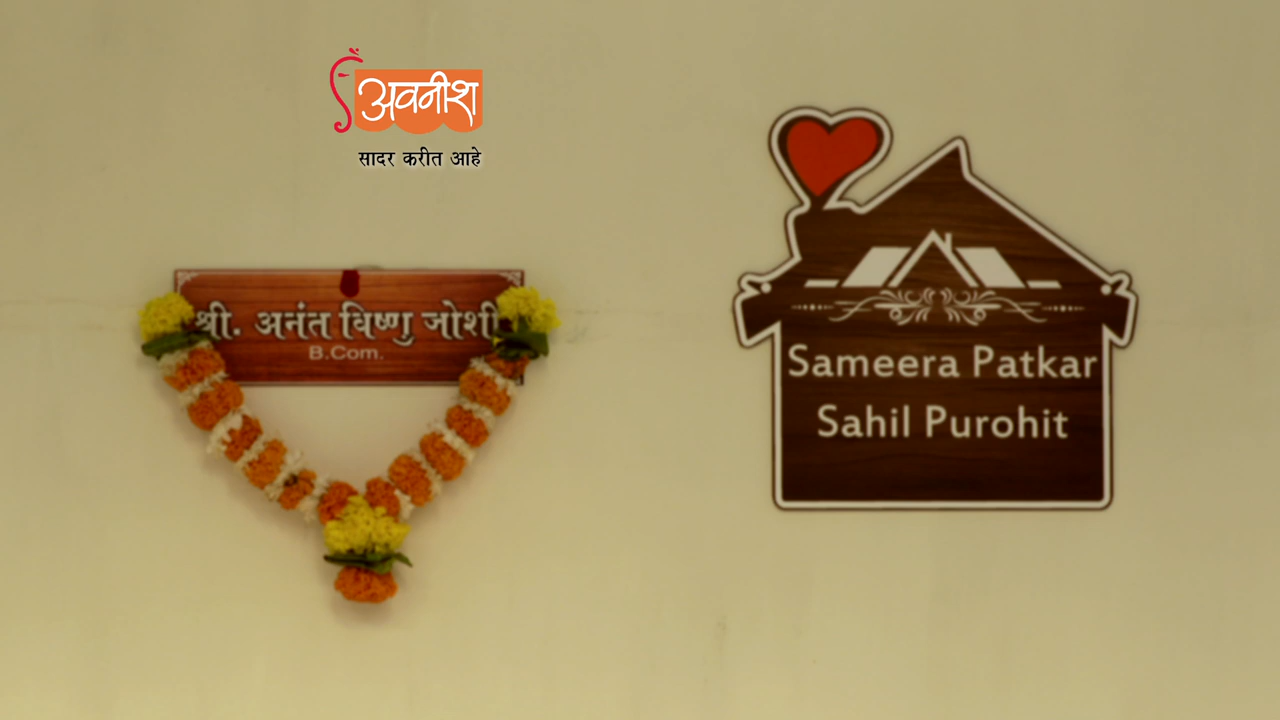 अवनीश
सादर करीत आहे
श्री. अनंत विष्णु जोशी
B.Com.
Sameera Patkar
Sahil Purohit